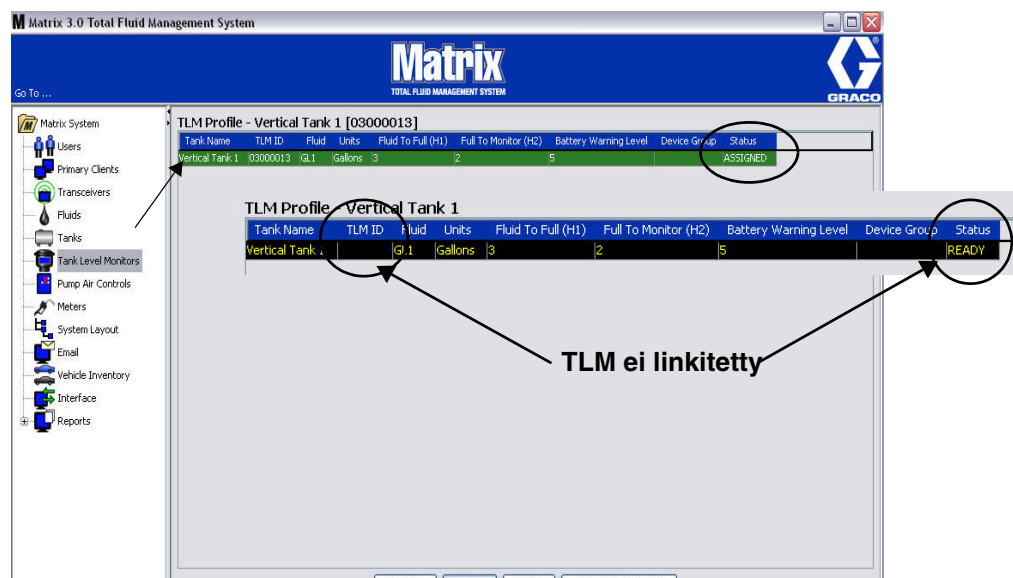 Matrix 3.0 Total Fluid Management System
Matrix
TOTAL FLUID MANAGEMENT SYSTEM
Go To ...
GRACO
Matrix System
Users
Primary Clients
Transceivers
Fluids
Tanks
Tank Level Monitors
Pump Air Controls
Meters
System Layout
Email
Vehicle Inventory
Interface
Reports
TLM Profile - Vertical Tank 1 [03000013]
Tank Name TLM ID Fluid Units Fluid To Full (H1) Full To Monitor (H2) Battery Warning Level Device Group Status
Vertical Tank 1 03000013 GL1 Gallons 3 2 5 ASSIGNED
TLM Profile - Vertical Tank 1
Tank Name TLM ID Fluid Units Fluid To Full (H1) Full To Monitor (H2) Battery Warning Level Device Group Status
Vertical Tank 1 GL1 Gallons 3 2 5 READY
TLM ei linkitetty